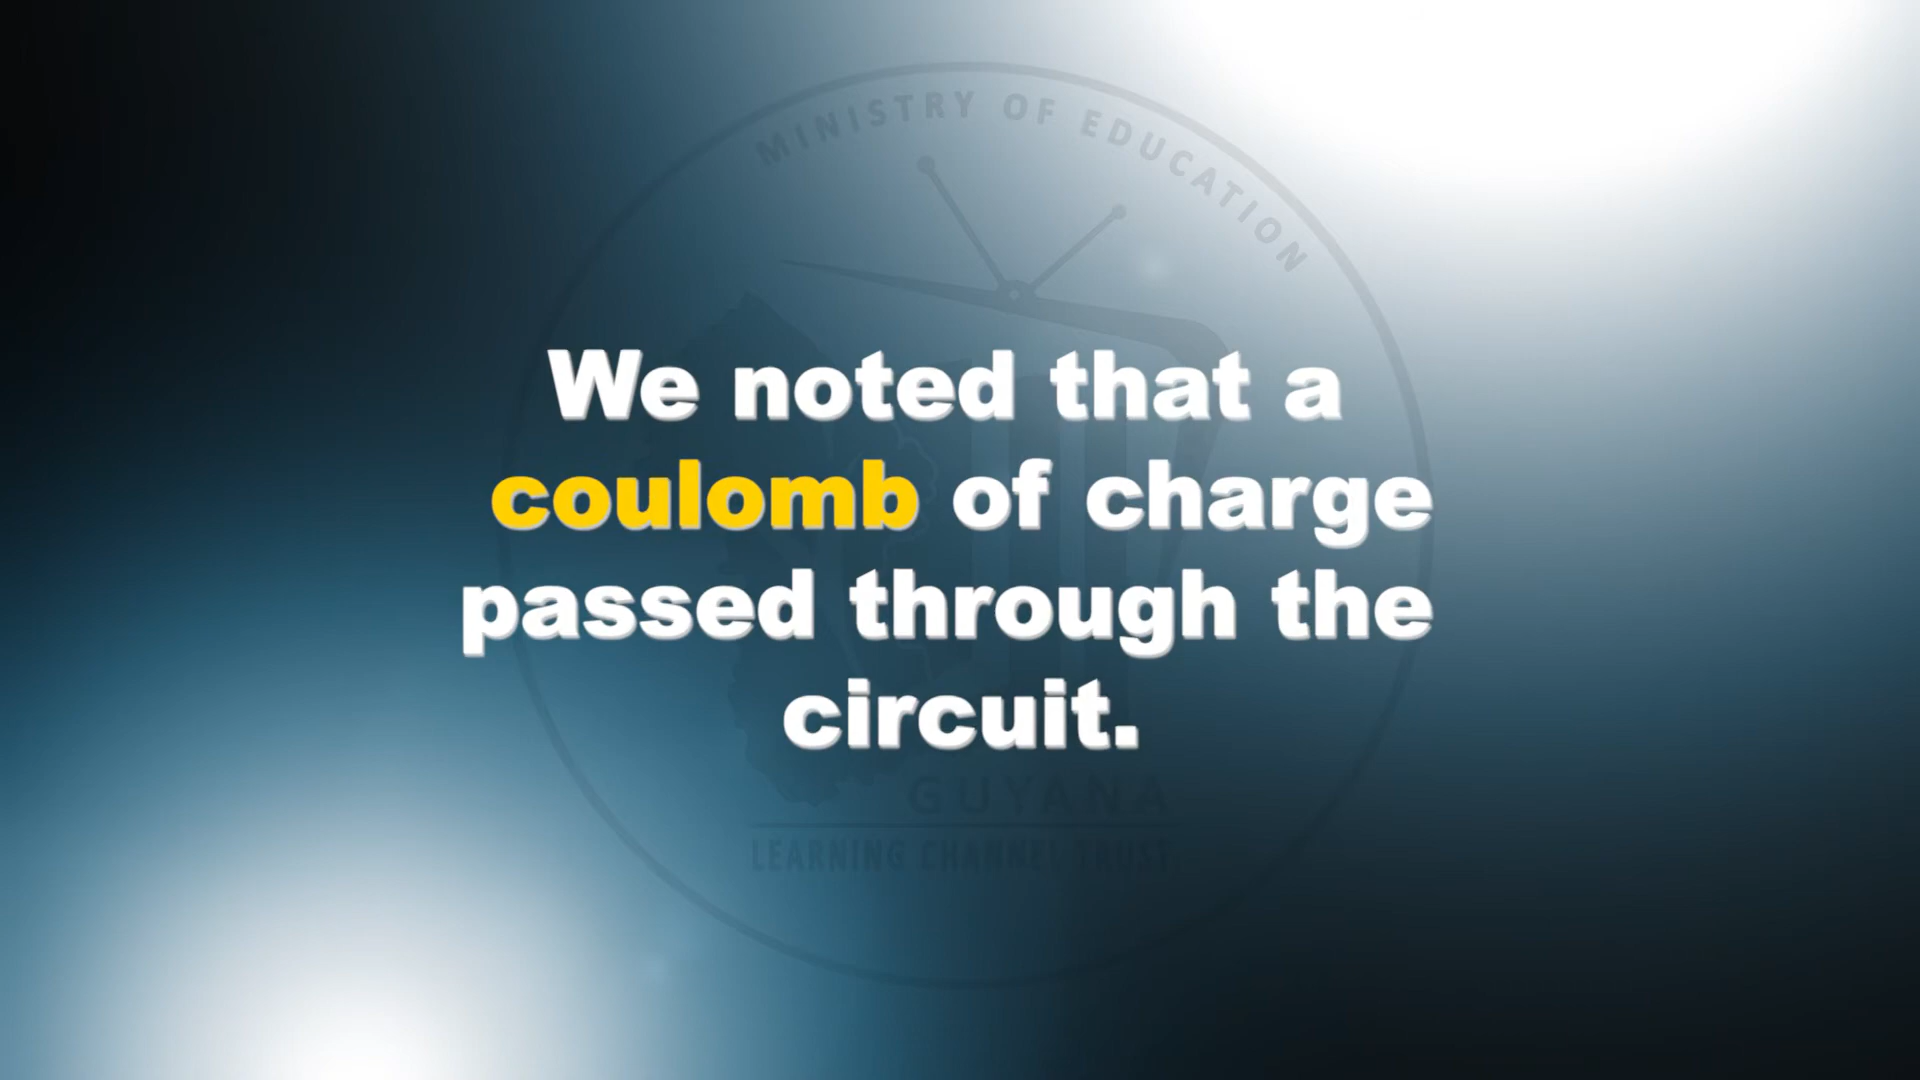 MINISTRY OF EDUCATION
We noted that a
coulomb of charge
passed through the
circuit.
GUYANA
LEARNING CHANNEL TRUST